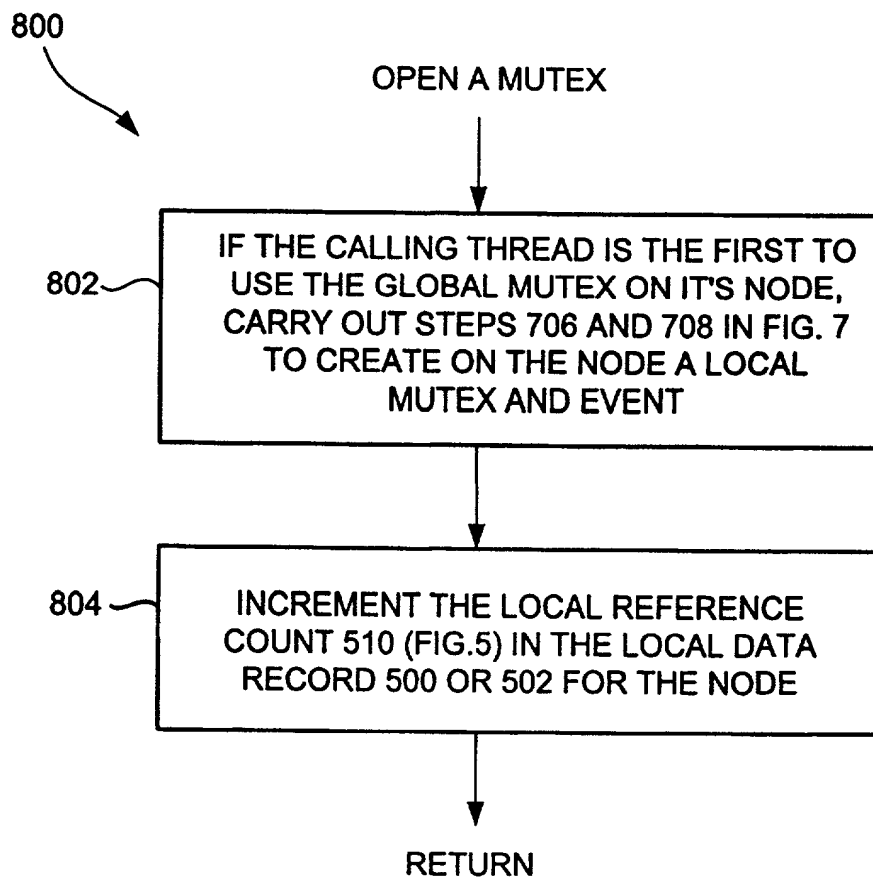 800
OPEN A MUTEX
802
IF THE CALLING THREAD IS THE FIRST TO
USE THE GLOBAL MUTEX ON IT'S NODE,
CARRY OUT STEPS 706 AND 708 IN FIG. 7
TO CREATE ON THE NODE A LOCAL
MUTEX AND EVENT
804
INCREMENT THE LOCAL REFERENCE
COUNT 510 (FIG.5) IN THE LOCAL DATA
RECORD 500 OR 502 FOR THE NODE
RETURN